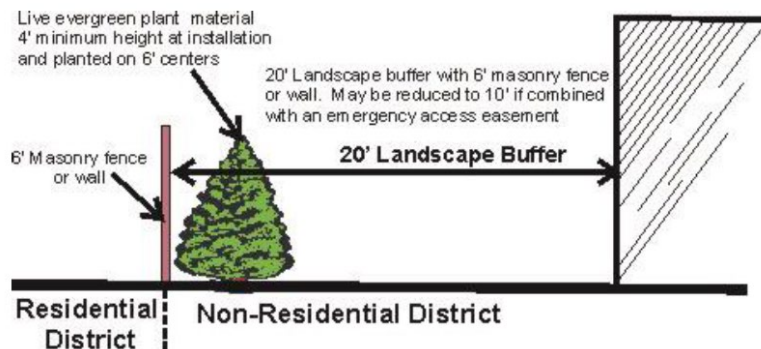 Live evergreen plant material
4' minimum height at installation
and planted on 6' centers
20' Landscape buffer with 6' masonry fence
or wall. May be reduced to 10' if combined
with an emergency access easement
20' Landscape Buffer
6' Masonry fence
or wall
Residential
District
Non-Residential District